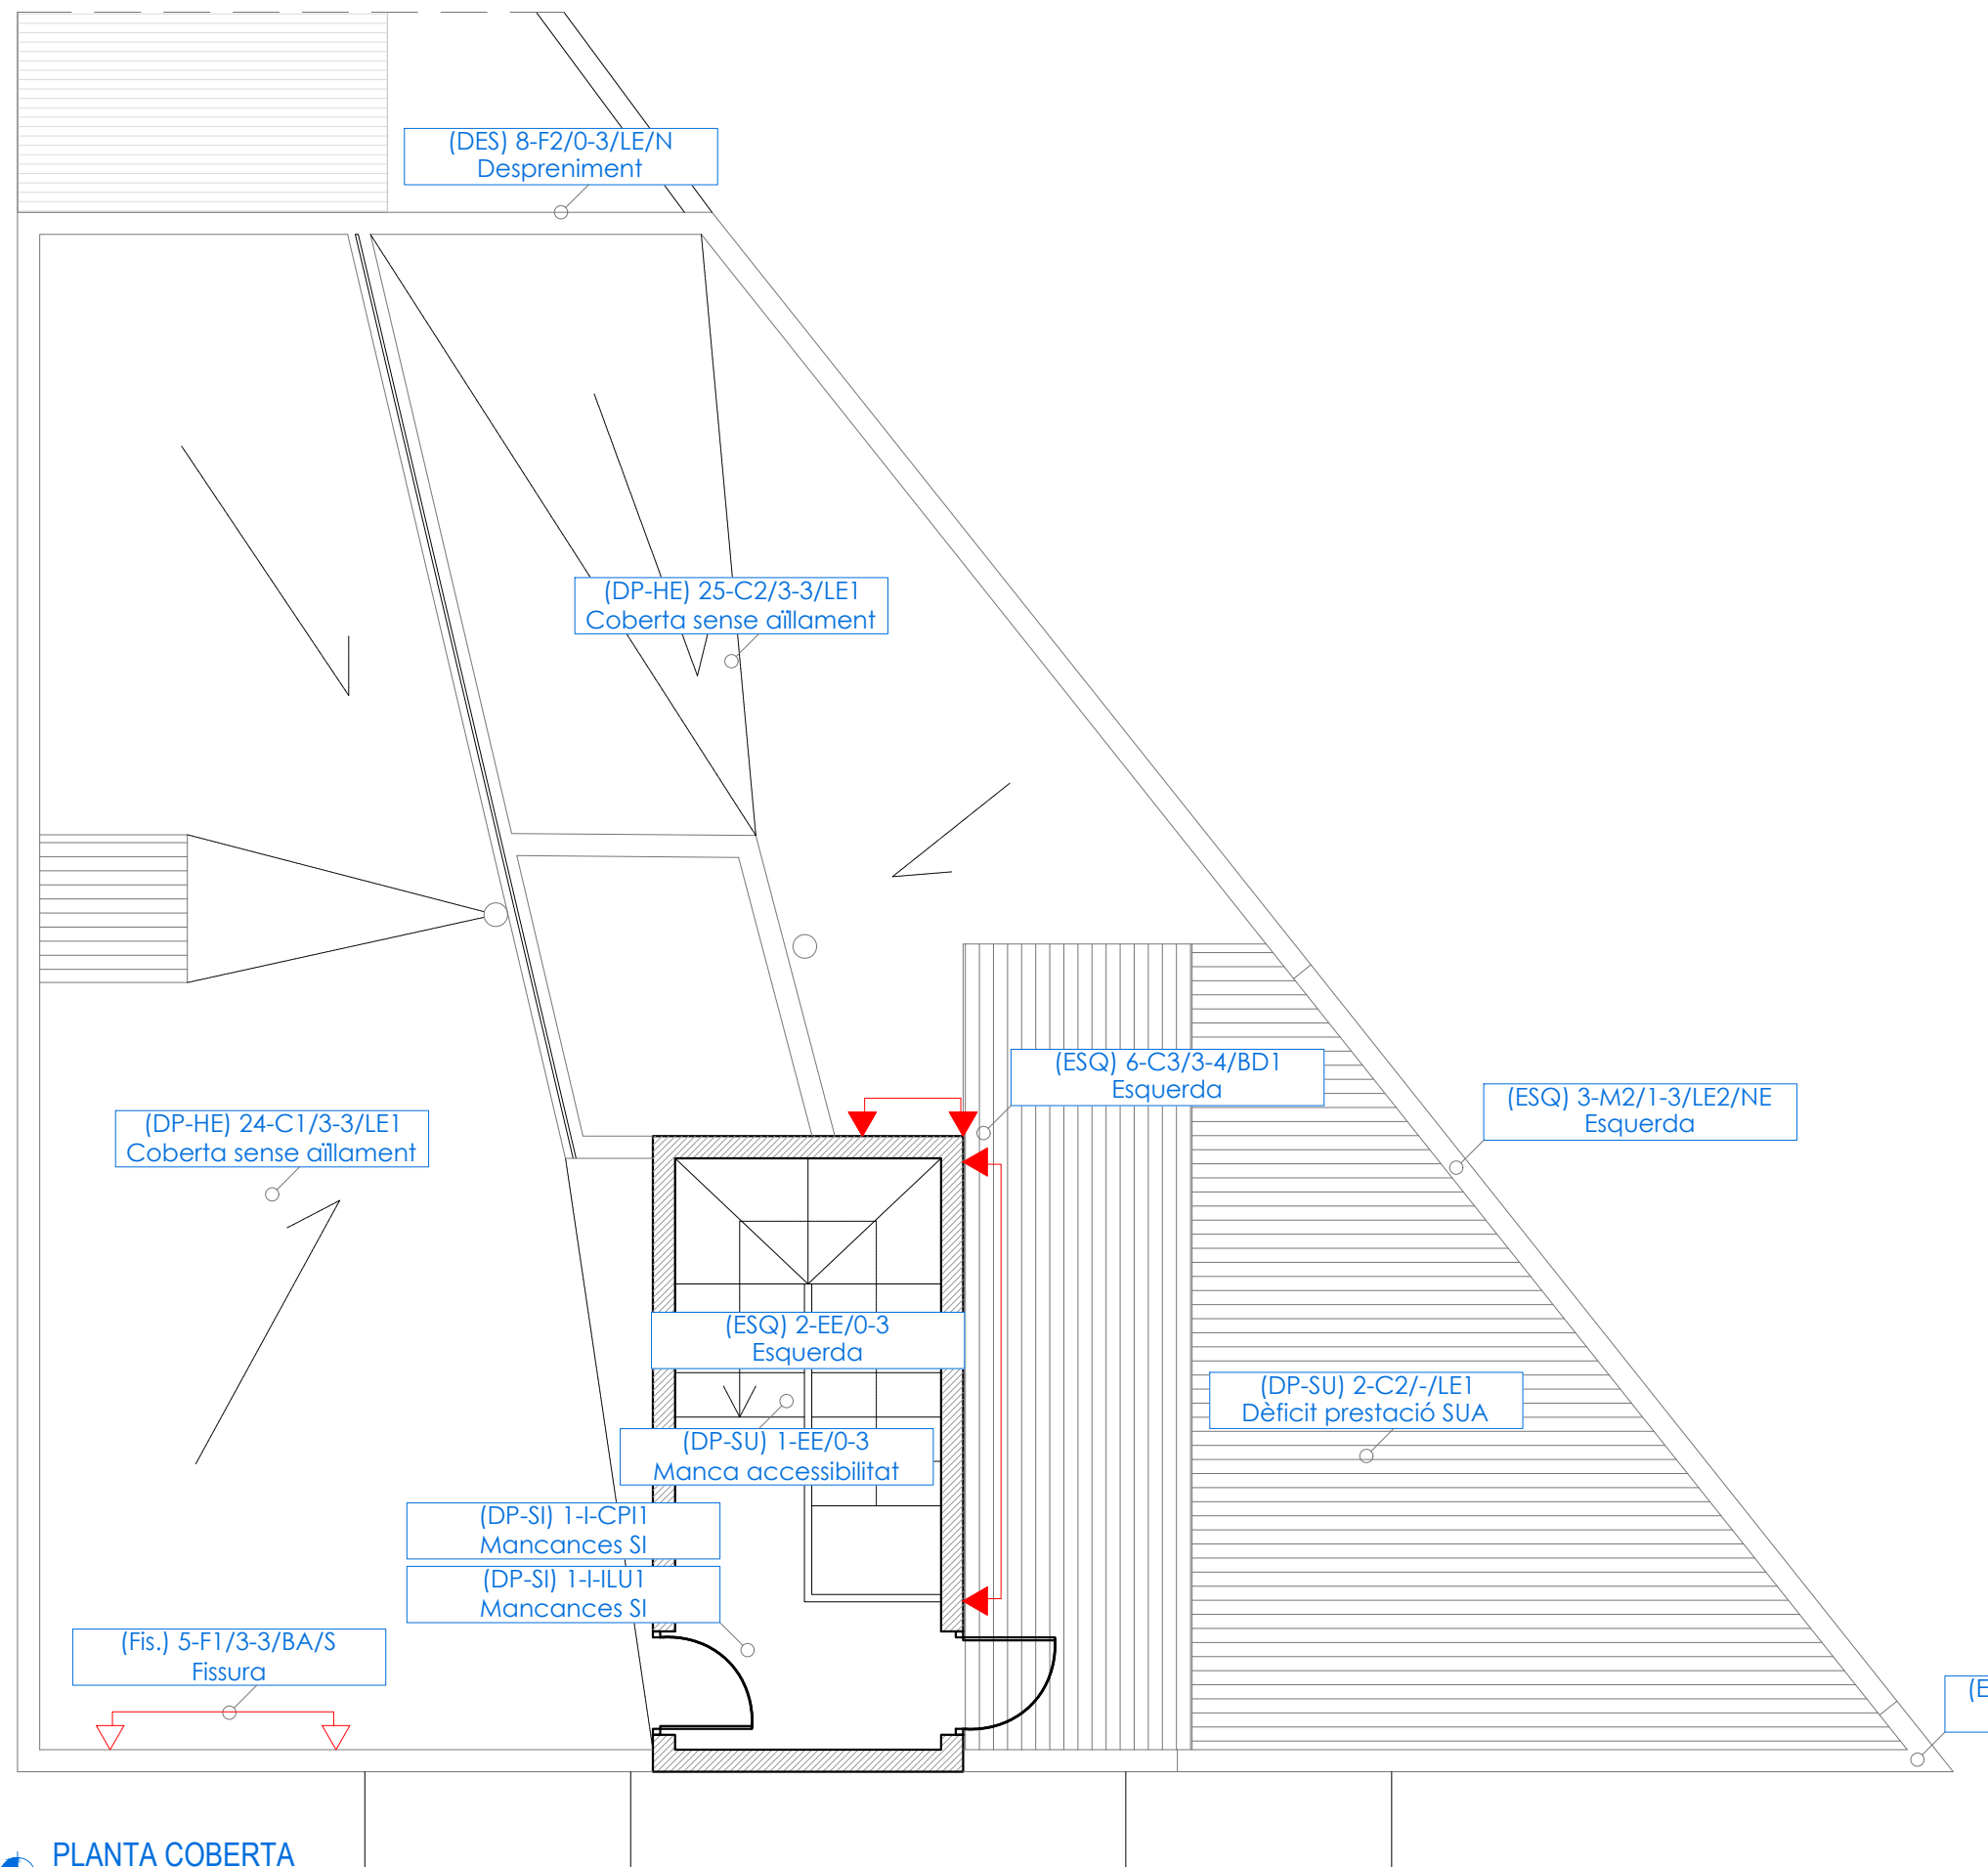 (DES) 8-F2/0-3/LE/N
Despreniment
(DP-HE) 25-C2/3-3/LE1
Coberta sense aïllament
(ESQ) 6-C3/3-4/BD1
Esquerda
(ESQ) 3-M2/1-3/LE2/NE
Esquerda
(DP-HE) 24-C1/3-3/LE1
Coberta sense aïllament
(ESQ) 2-EE/0-3
Esquerda
(DP-SU) 2-C2/-/LE1
Dèficit prestació SUA
(DP-SU) 1-EE/0-3
Manca accessibilitat
(DP-SI) 1-I-CPI1
Mancances SI
(DP-SI) 1-I-ILU1
Mancances SI
(Fis.) 5-F1/3-3/BA/S
Fissura
(E
PLANTA COBERTA